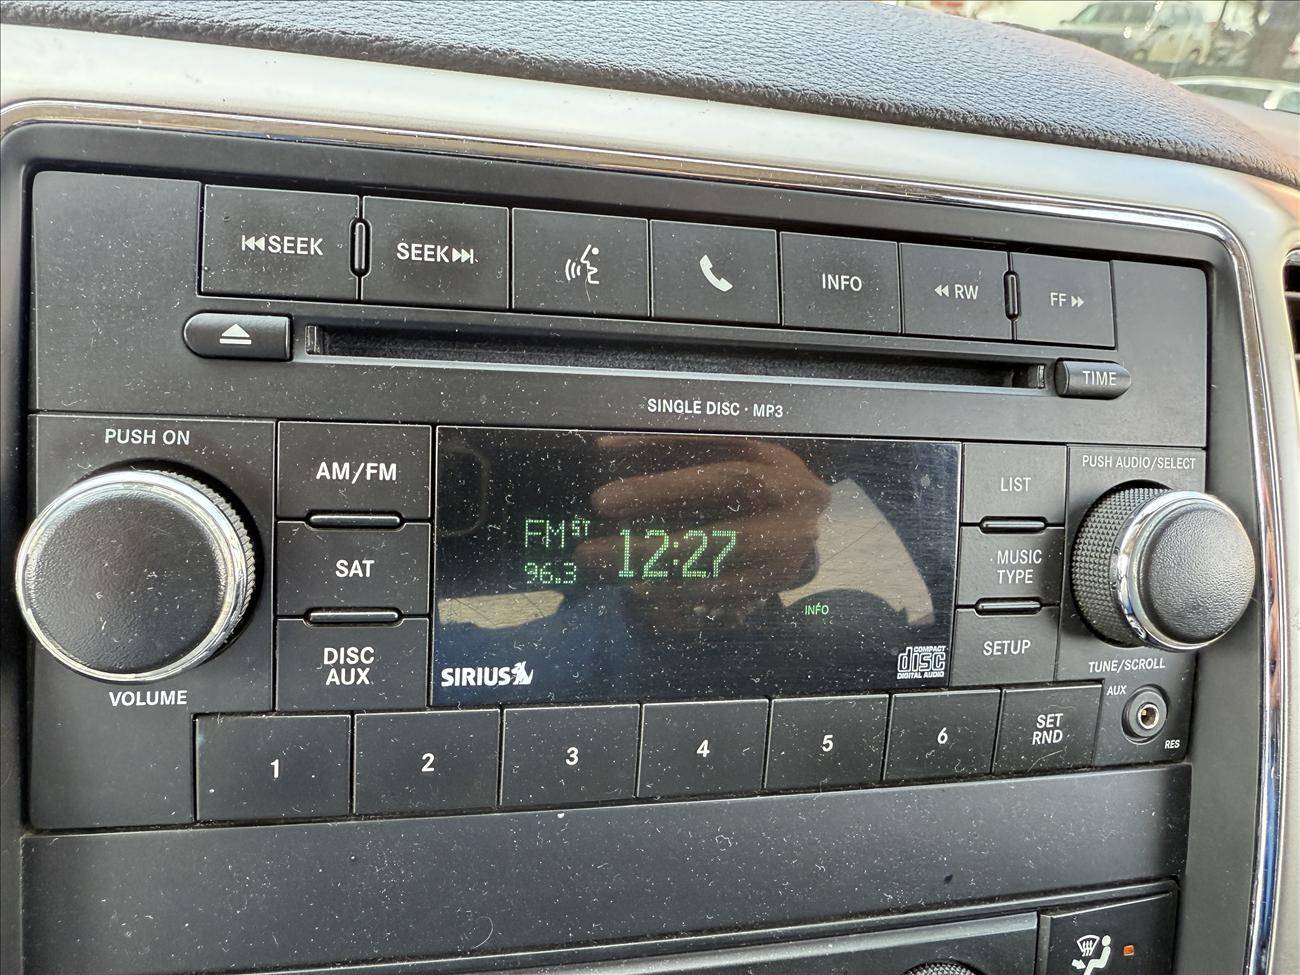 SEEK
SEEK
INFO
RW
FF
TIME
SINGLE DISC · MP3
PUSH ON
AM/FM
SAT
DISC
AUX
VOLUME
FM ST
96.3
12:27
INFO
SIRIUS
COMPACT
disc
DIGITAL AUDIO
LIST
MUSIC
TYPE
SETUP
PUSH AUDIO/SELECT
TUNE/SCROLL
AUX
RES
1
2
3
4
5
6
SET
RND